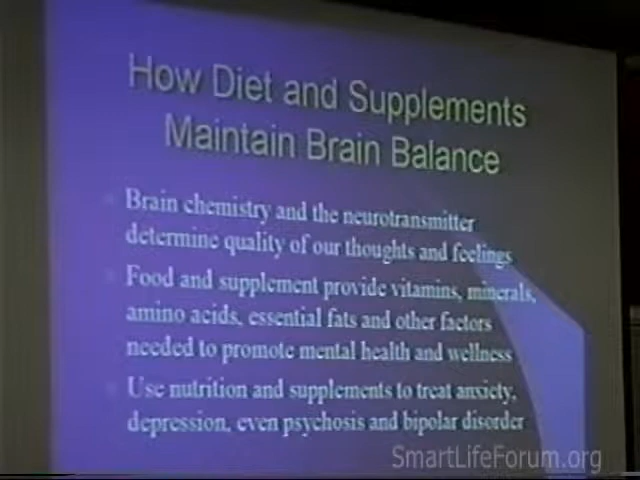 How Diet and Supplements
Maintain Brain Balance
Brain chemistry and the neurotransmitter
determine quality of our thoughts and feelings
Food and supplement provide vitamins, minerals,
amino acids, essential fats and other factors
needed to promote mental health and wellness
Use nutrition and supplements to treat anxiety,
depression, even psychosis and bipolar disorder
SmartLifeForum.org